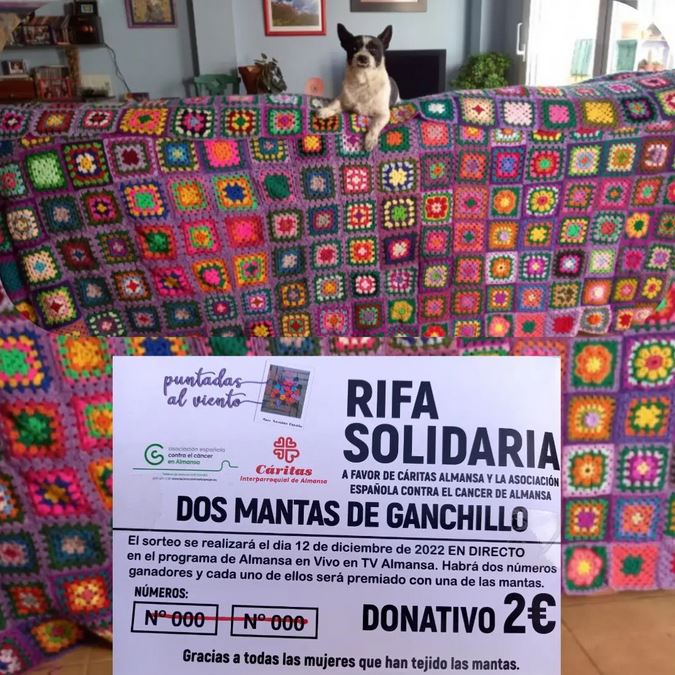 puntadas
al viento
RIFA
SOLIDARIA
asociación española
contra el cáncer
en Almansa
Cáritas
Interparroquial de Almansa
A FAVOR DE CÁRITAS ALMANSA Y LA ASOCIACIÓN
ESPAÑOLA CONTRA EL CANCER DE ALMANSA
DOS MANTAS DE GANCHILLO
El sorteo se realizará el dia 12 de diciembre de 2022 EN DIRECTO
en el programa de Almansa en Vivo en TV Almansa. Habrá dos números
ganadores y cada uno de ellos será premiado con una de las mantas.
NÚMEROS:
Nº 000 Nº 000
DONATIVO 2€
Gracias a todas las mujeres que han tejido las mantas.